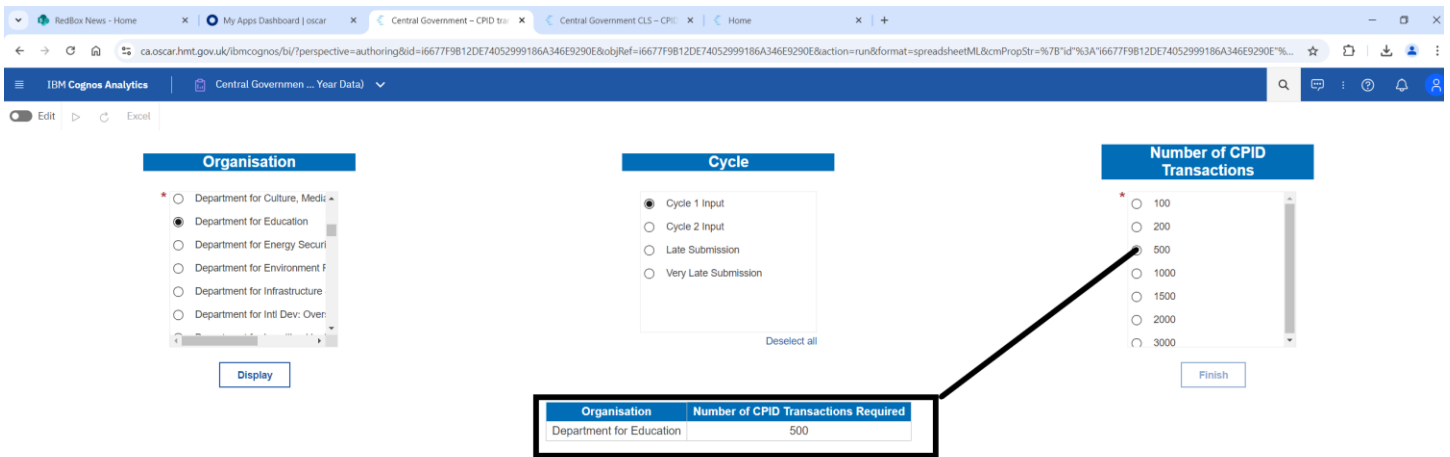 RedBox News - Home
My Apps Dashboard | oscar
Central Government – CPID tran
Central Government CLS – CPID
Home
ca.oscar.hmt.gov.uk/ibmcognos/bi/?perspective=authoring&id=i6677F9B12DE74052999186A346E9290E&objRef=i6677F9B12DE74052999186A346E9290E&action=run&format=spreadsheetML&cmPropStr=%7B"id"%3A"i6677F9B12DE74052999186A346E9290E"%...
IBM Cognos Analytics
Central Governmen ... Year Data)
Edit
Excel
Organisation
* Department for Culture, Media
Department for Education
Department for Energy Securi
Department for Environment F
Department for Infrastructure
Department for Intl Dev: Overs
Display
Cycle
Cycle 1 Input
Cycle 2 Input
Late Submission
Very Late Submission
Deselect all
Number of CPID
Transactions
* 100
200
500
1000
1500
2000
3000
Finish
Organisation Number of CPID Transactions Required
Department for Education 500